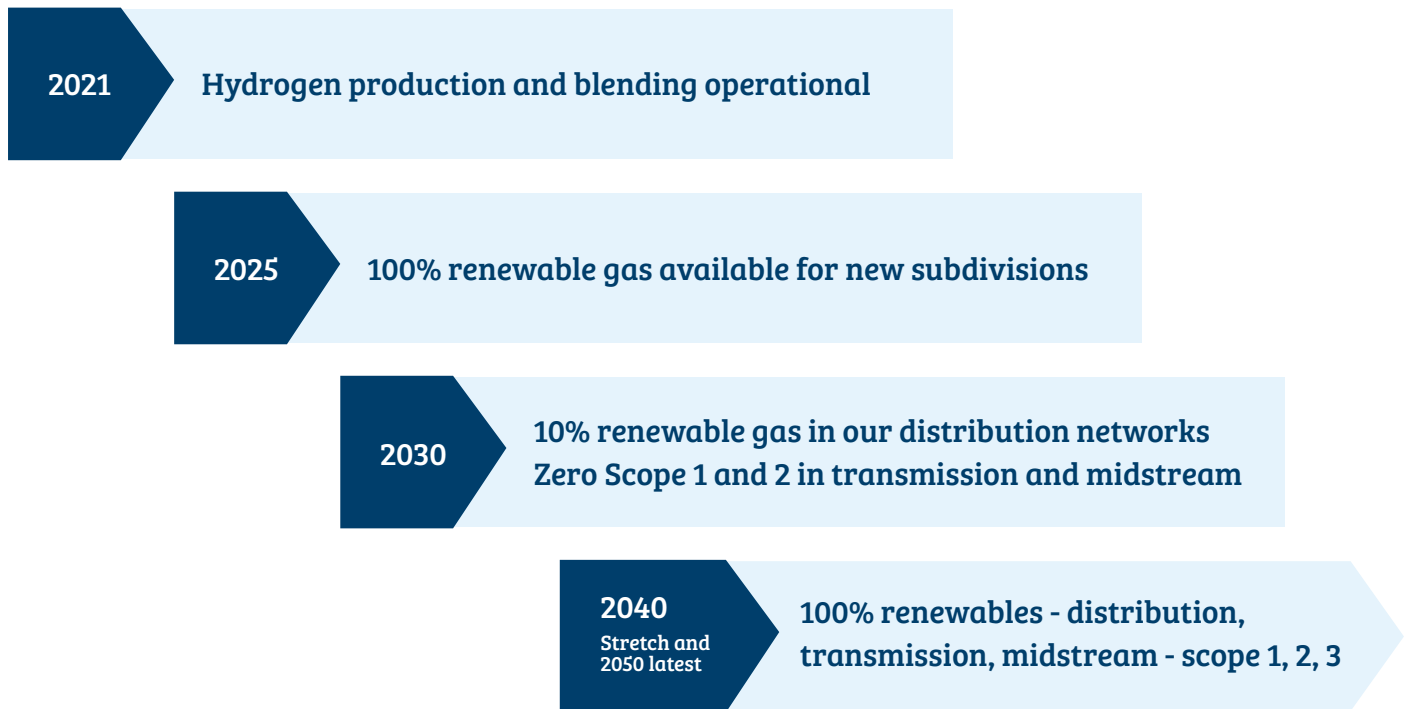 2021
Hydrogen production and blending operational
2025
100% renewable gas available for new subdivisions
2030
10% renewable gas in our distribution networks
Zero Scope 1 and 2 in transmission and midstream
2040
Stretch and
2050 latest
100% renewables - distribution,
transmission, midstream - scope 1, 2, 3